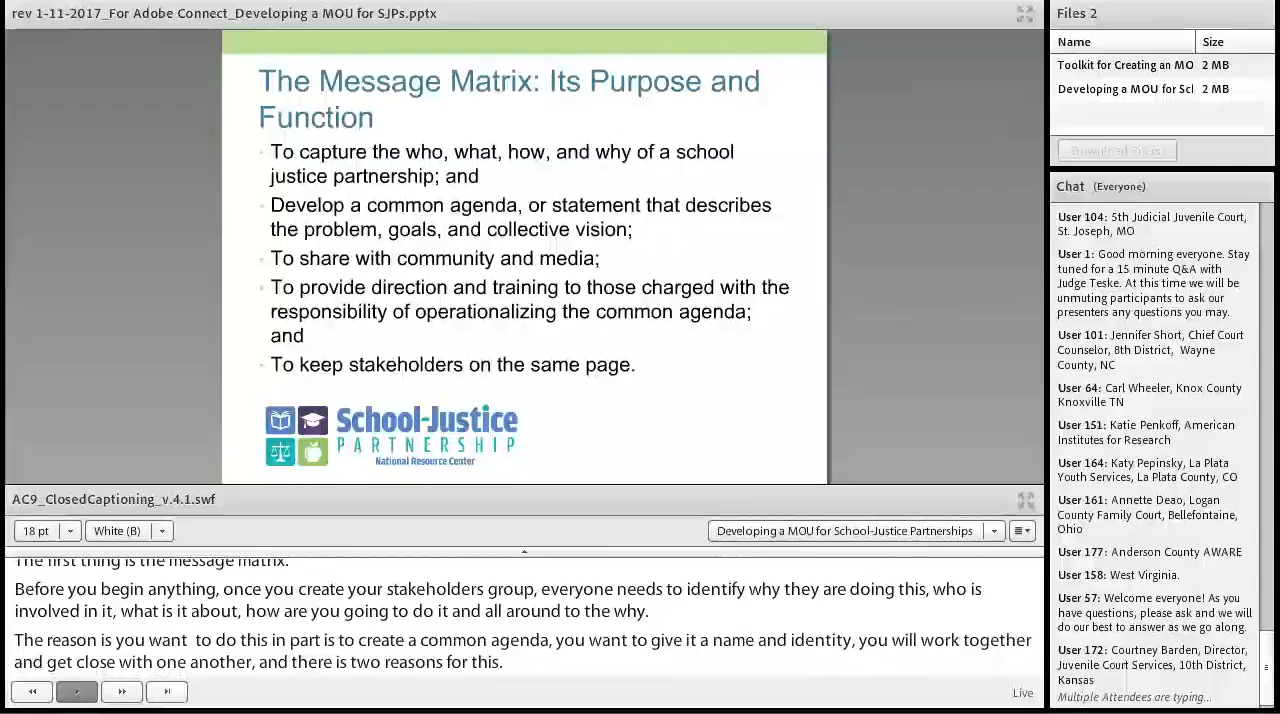 rev 1-11-2017_For Adobe Connect_Developing a MOU for SJPs.pptx
The Message Matrix: Its Purpose and
Function
To capture the who, what, how, and why of a school
justice partnership; and
Develop a common agenda, or statement that describes
the problem, goals, and collective vision;
To share with community and media;
To provide direction and training to those charged with the
responsibility of operationalizing the common agenda;
and
To keep stakeholders on the same page.
School-Justice
PARTNERSHIP
National Resource Center
AC9_ClosedCaptioning_v.4.1.swf
18 pt
White (B)
Developing a MOU for School-Justice Partnerships
The first thing is the message matrix.
Before you begin anything, once you create your stakeholders group, everyone needs to identify why they are doing this, who is
involved in it, what is it about, how are you going to do it and all around to the why.
The reason is you want  to do this in part is to create a common agenda, you want to give it a name and identity, you will work together
and get close with one another, and there is two reasons for this.
Live
Files 2
Name Size
Toolkit for Creating an MO 2 MB
Developing a MOU for Scl 2 MB
Download File(s)
Chat (Everyone)
User 104: 5th Judicial Juvenile Court,
St. Joseph, MO
User 1: Good morning everyone. Stay
tuned for a 15 minute Q&A with
Judge Teske. At this time we will be
unmuting participants to ask our
presenters any questions you may.
User 101: Jennifer Short, Chief Court
Counselor, 8th District,  Wayne
County, NC
User 64: Carl Wheeler, Knox County
Knoxville TN
User 151: Katie Penkoff, American
Institutes for Research
User 164: Katy Pepinsky, La Plata
Youth Services, La Plata County, CO
User 161: Annette Deao, Logan
County Family Court, Bellefontaine,
Ohio
User 177: Anderson County AWARE
User 158: West Virginia.
User 57: Welcome everyone! As you
have questions, please ask and we will
do our best to answer as we go along.
User 172: Courtney Barden, Director,
Juvenile Court Services, 10th District,
Kansas
Multiple Attendees are typing...